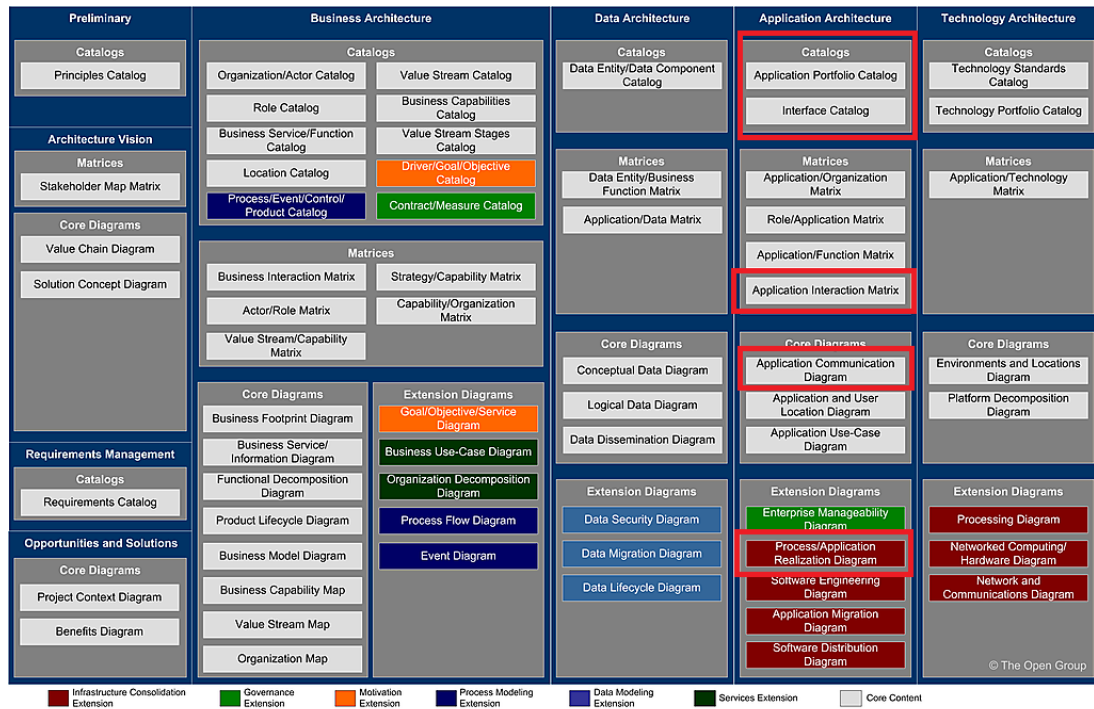 Preliminary
Catalogs
Principles Catalog
Architecture Vision
Matrices
Stakeholder Map Matrix
Core Diagrams
Value Chain Diagram
Solution Concept Diagram
Requirements Management
Catalogs
Requirements Catalog
Opportunities and Solutions
Core Diagrams
Project Context Diagram
Benefits Diagram
Business Architecture
Catalogs
Organization/Actor Catalog
Role Catalog
Business Service/Function
Catalog
Location Catalog
Process/Event/Control/
Product Catalog
Value Stream Catalog
Business Capabilities
Catalog
Value Stream Stages
Catalog
Driver/Goal/Objective
Catalog
Contract/Measure Catalog
Matrices
Business Interaction Matrix
Actor/Role Matrix
Value Stream/Capability
Matrix
Strategy/Capability Matrix
Capability/Organization
Matrix
Core Diagrams
Business Footprint Diagram
Business Service/
Information Diagram
Functional Decomposition
Diagram
Product Lifecycle Diagram
Business Model Diagram
Business Capability Map
Value Stream Map
Organization Map
Extension Diagrams
Goal/Objective/Service
Diagram
Business Use-Case Diagram
Organization Decomposition
Diagram
Process Flow Diagram
Event Diagram
Data Architecture
Catalogs
Data Entity/Data Component
Catalog
Matrices
Data Entity/Business
Function Matrix
Application/Data Matrix
Core Diagrams
Conceptual Data Diagram
Logical Data Diagram
Data Dissemination Diagram
Extension Diagrams
Data Security Diagram
Data Migration Diagram
Data Lifecycle Diagram
Application Architecture
Catalogs
Application Portfolio Catalog
Interface Catalog
Matrices
Application/Organization
Matrix
Role/Application Matrix
Application/Function Matrix
Application Interaction Matrix
Core Diagrams
Application Communication
Diagram
Application and User
Location Diagram
Application Use-Case
Diagram
Extension Diagrams
Enterprise Manageability
Diagram
Process/Application
Realization Diagram
Software Engineering
Diagram
Application Migration
Diagram
Software Distribution
Diagram
Technology Architecture
Catalogs
Technology Standards
Catalog
Technology Portfolio Catalog
Matrices
Application/Technology
Matrix
Core Diagrams
Environments and Locations
Diagram
Platform Decomposition
Diagram
Extension Diagrams
Processing Diagram
Networked Computing/
Hardware Diagram
Network and
Communications Diagram
© The Open Group
Infrastructure Consolidation
Extension
Governance
Extension
Motivation
Extension
Process Modeling
Extension
Data Modeling
Extension
Services Extension
Core Content